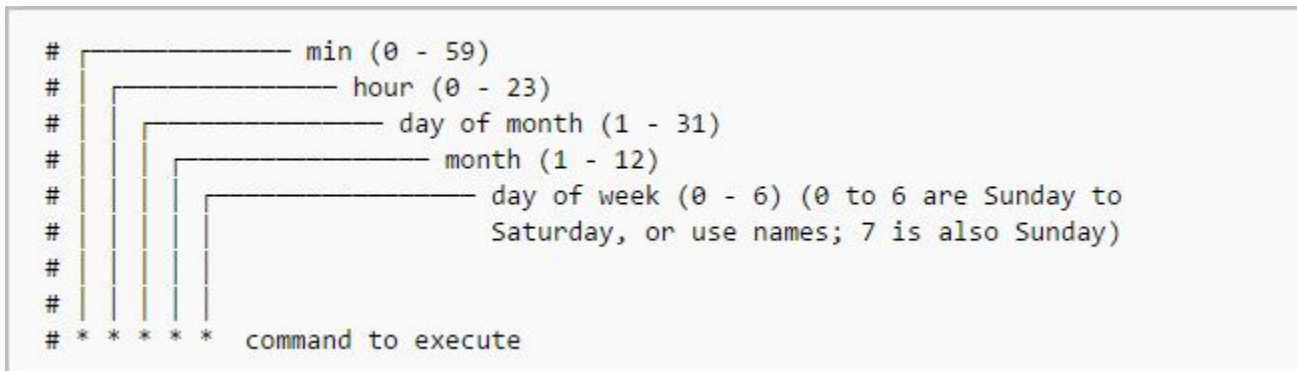 # ┌───────────── min (0 - 59)
# │ ┌────────────── hour (0 - 23)
# │ │ ┌─────────────── day of month (1 - 31)
# │ │ │ ┌──────────────── month (1 - 12)
# │ │ │ │ ┌───────────────── day of week (0 - 6) (0 to 6 are Sunday to
# │ │ │ │ │                  Saturday, or use names; 7 is also Sunday)
# │ │ │ │ │
# │ │ │ │ │
# * * * * *  command to execute